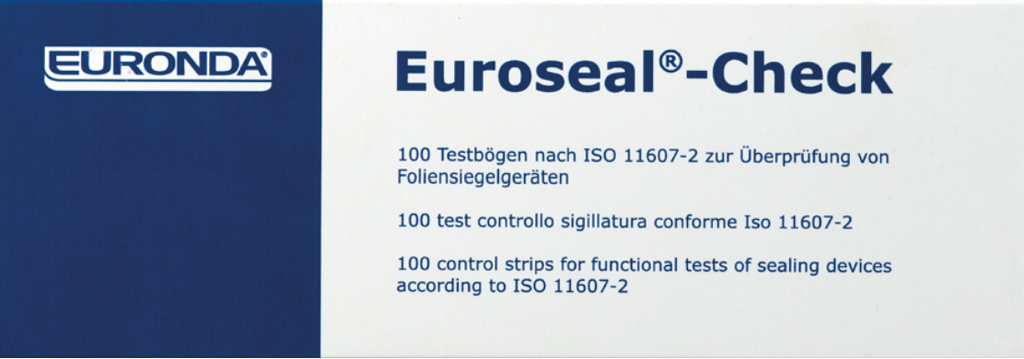 EURONDA®
Euroseal®-Check
100 Testbögen nach ISO 11607-2 zur Überprüfung von
Foliensiegelgeräten
100 test controllo sigillatura conforme Iso 11607-2
100 control strips for functional tests of sealing devices
according to ISO 11607-2